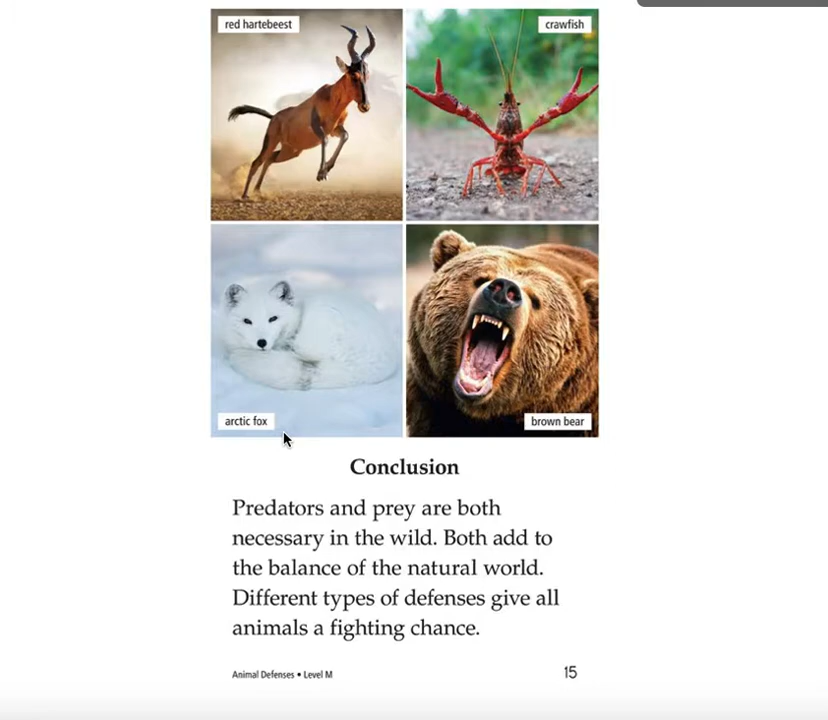 red hartebeest
crawfish
arctic fox
brown bear
Conclusion
Predators and prey are both
necessary in the wild. Both add to
the balance of the natural world.
Different types of defenses give all
animals a fighting chance.
Animal Defenses • Level M
15